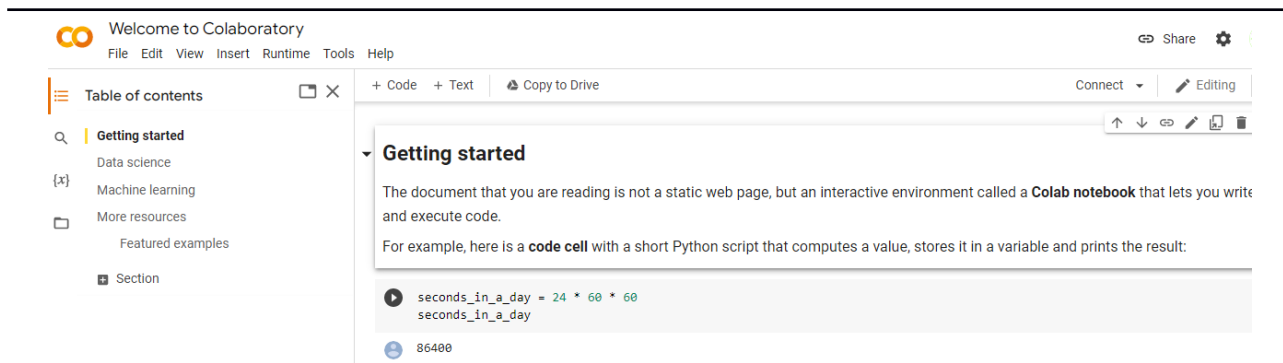 Welcome to Colaboratory
File Edit View Insert Runtime Tools Help
Share
Table of contents
+ Code + Text Copy to Drive
Connect Editing
Getting started
Data science
{x}
Machine learning
More resources
Featured examples
Section
Getting started
The document that you are reading is not a static web page, but an interactive environment called a Colab notebook that lets you write
and execute code.
For example, here is a code cell with a short Python script that computes a value, stores it in a variable and prints the result:
seconds_in_a_day = 24 * 60 * 60
seconds_in_a_day
86400